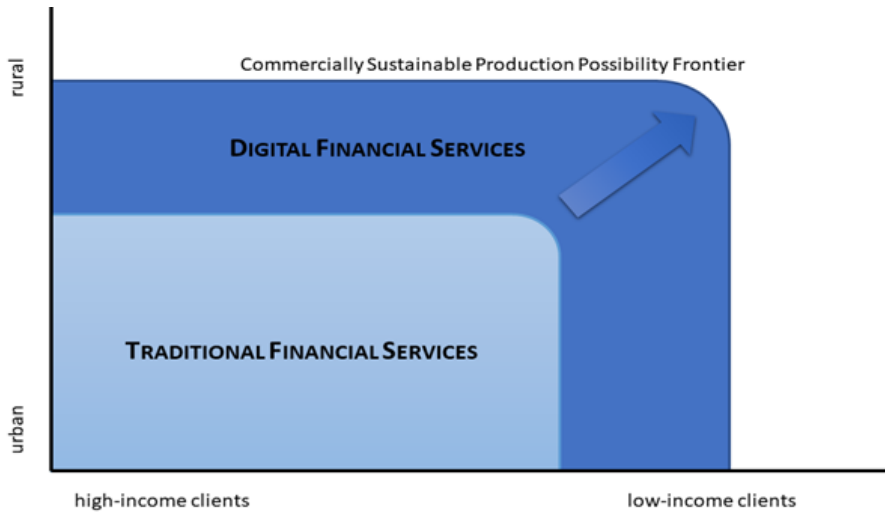 rural
Commercially Sustainable Production Possibility Frontier
DIGITAL FINANCIAL SERVICES
TRADITIONAL FINANCIAL SERVICES
urban
high-income clients
low-income clients